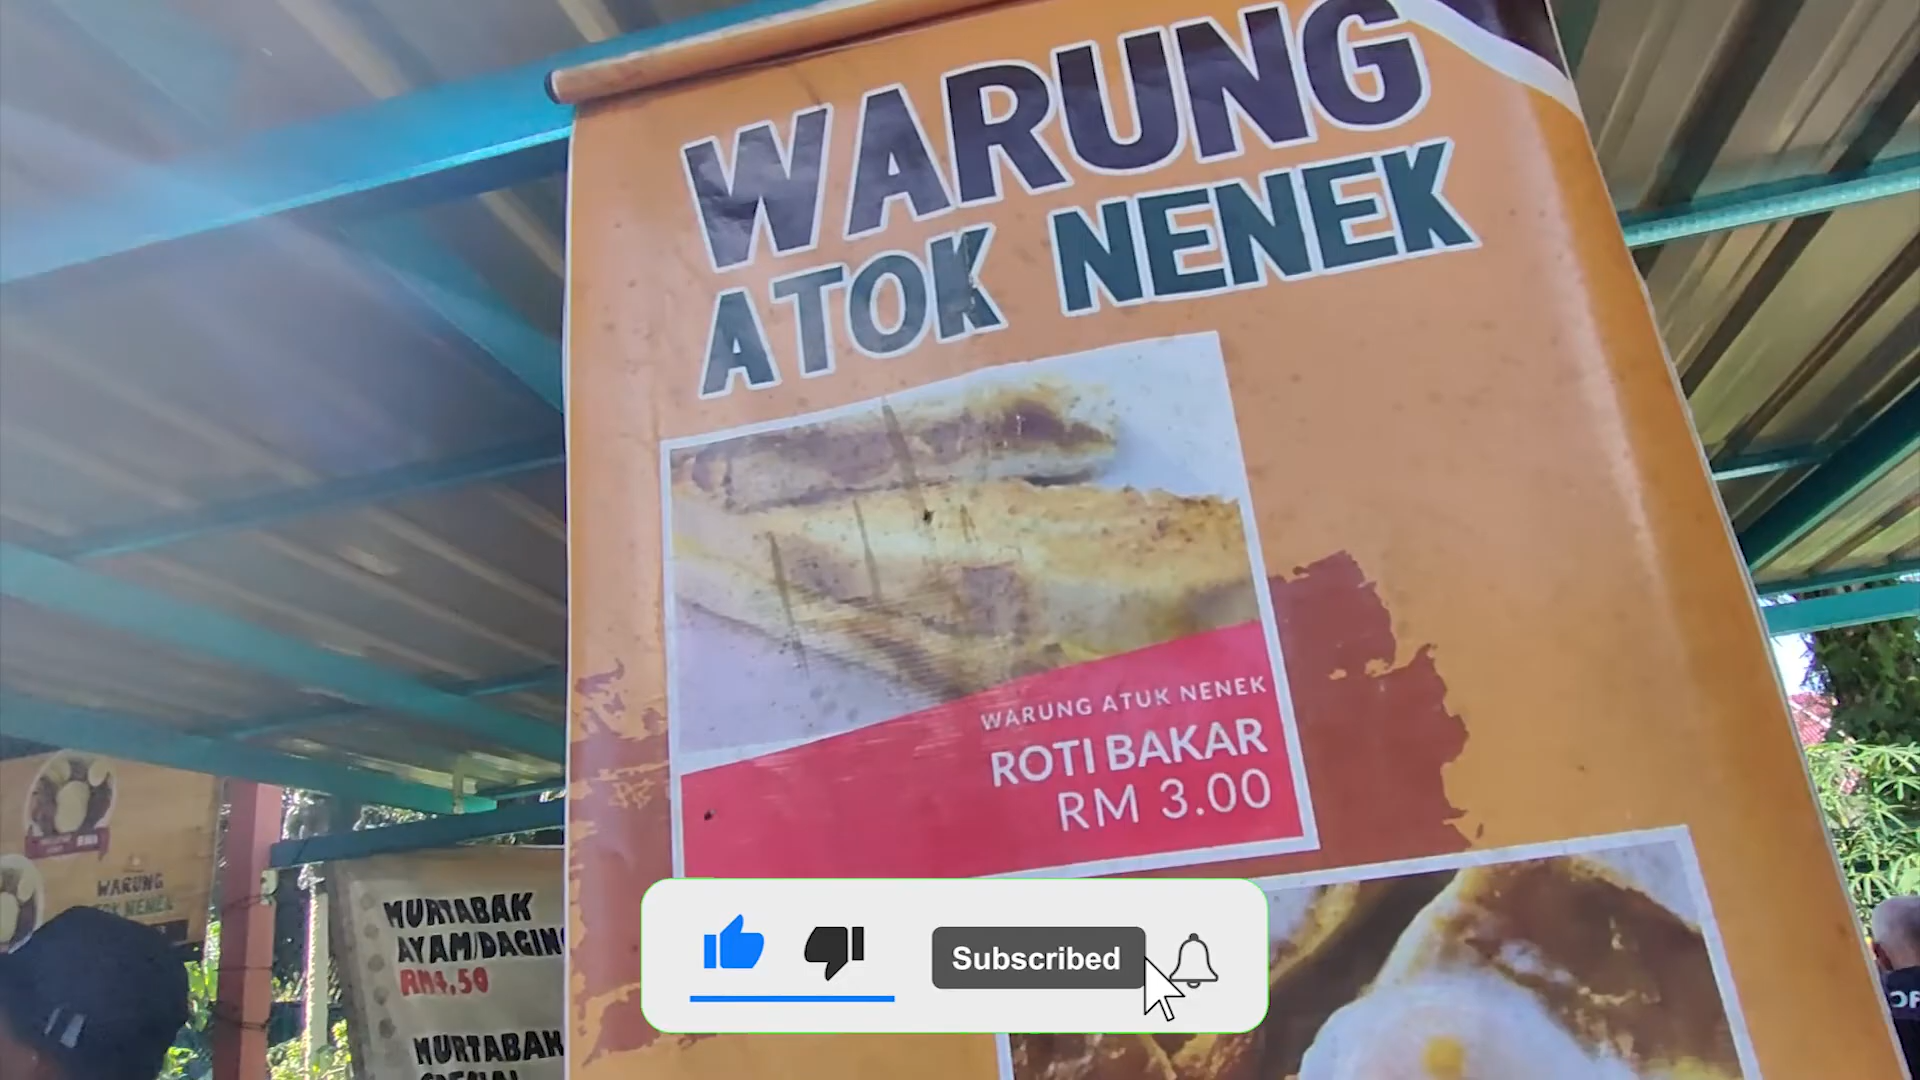 WARUNG
ATOK NENEK
WARUNG ATUK NENEK
ROTI BAKAR
RM 3.00
WARUNG
NENEK
MURTABAK
AYAM/DAGING
RM4.50
MURTABAK
Subscribed